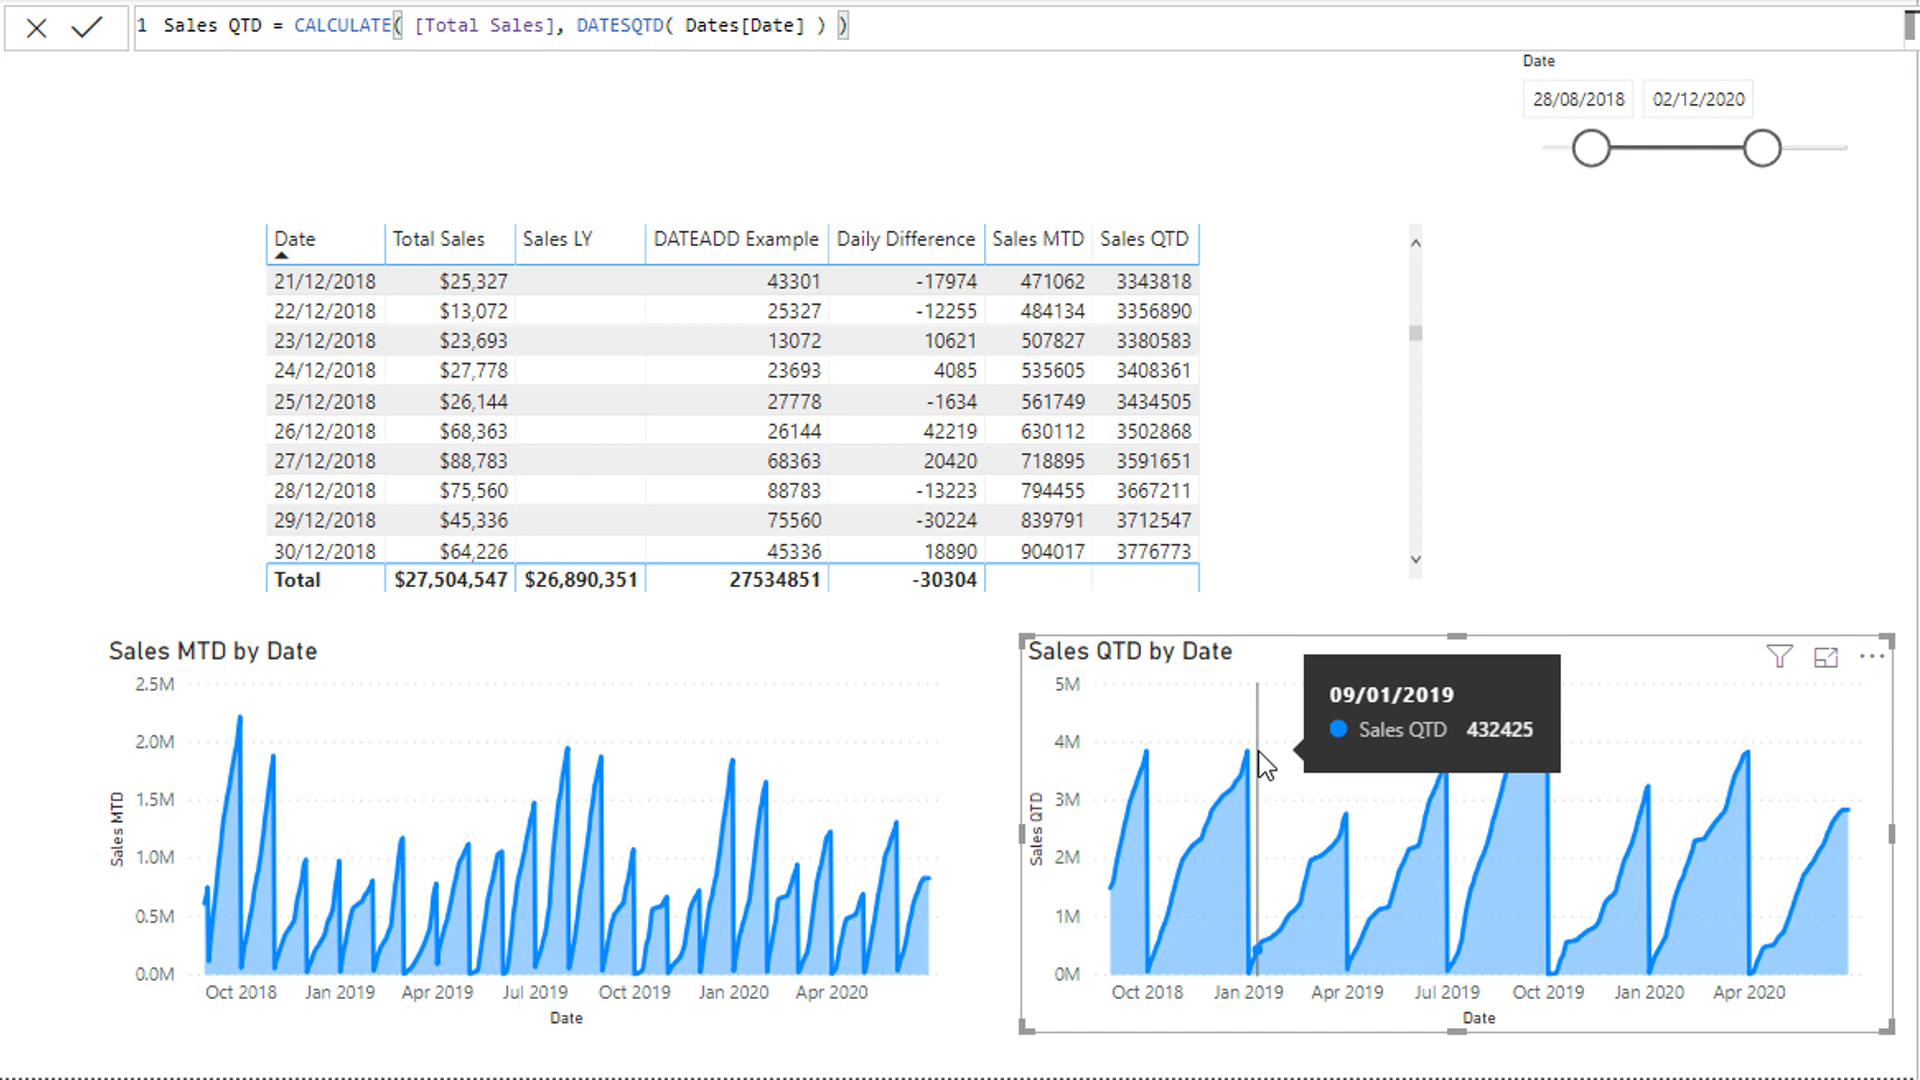 1 Sales QTD = CALCULATE( [Total Sales], DATESQTD( Dates[Date] ) )
Date
28/08/2018 02/12/2020
Date Total Sales Sales LY DATEADD Example Daily Difference Sales MTD Sales QTD
21/12/2018 $25,327 43301 -17974 471062 3343818
22/12/2018 $13,072 25327 -12255 484134 3356890
23/12/2018 $23,693 13072 10621 507827 3380583
24/12/2018 $27,778 23693 4085 535605 3408361
25/12/2018 $26,144 27778 -1634 561749 3434505
26/12/2018 $68,363 26144 42219 630112 3502868
27/12/2018 $88,783 68363 20420 718895 3591651
28/12/2018 $75,560 88783 -13223 794455 3667211
29/12/2018 $45,336 75560 -30224 839791 3712547
30/12/2018 $64,226 45336 18890 904017 3776773
Total $27,504,547 $26,890,351 27534851 -30304
Sales MTD by Date
2.5M
2.0M
1.5M
1.0M
0.5M
0.0M
Sales MTD
Oct 2018 Jan 2019 Apr 2019 Jul 2019 Oct 2019 Jan 2020 Apr 2020
Date
Sales QTD by Date
09/01/2019
Sales QTD 432425
5M
4M
3M
2M
1M
0M
Sales QTD
Oct 2018 Jan 2019 Apr 2019 Jul 2019 Oct 2019 Jan 2020 Apr 2020
Date